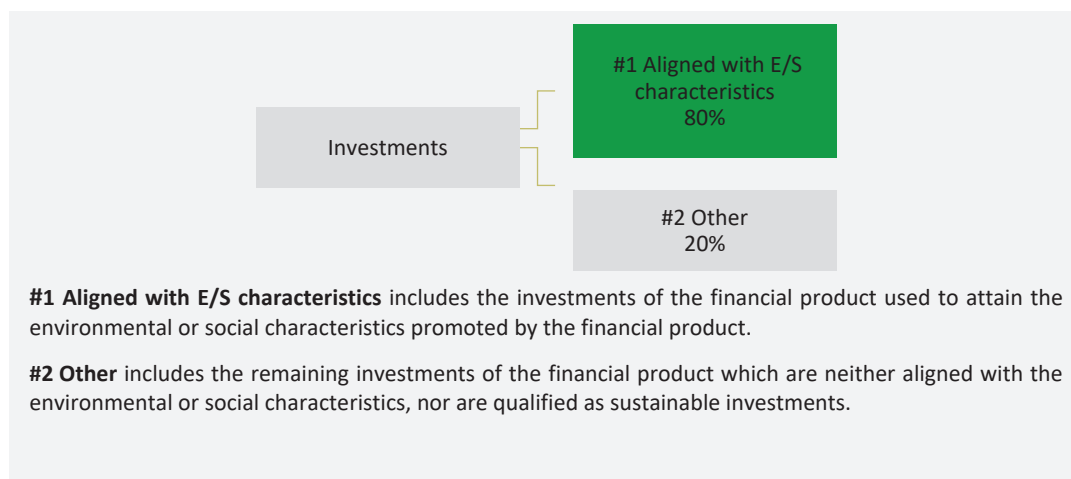 #1 Aligned with E/S
characteristics
80%
Investments
#2 Other
20%
#1 Aligned with E/S characteristics includes the investments of the financial product used to attain the
environmental or social characteristics promoted by the financial product.
#2 Other includes the remaining investments of the financial product which are neither aligned with the
environmental or social characteristics, nor are qualified as sustainable investments.